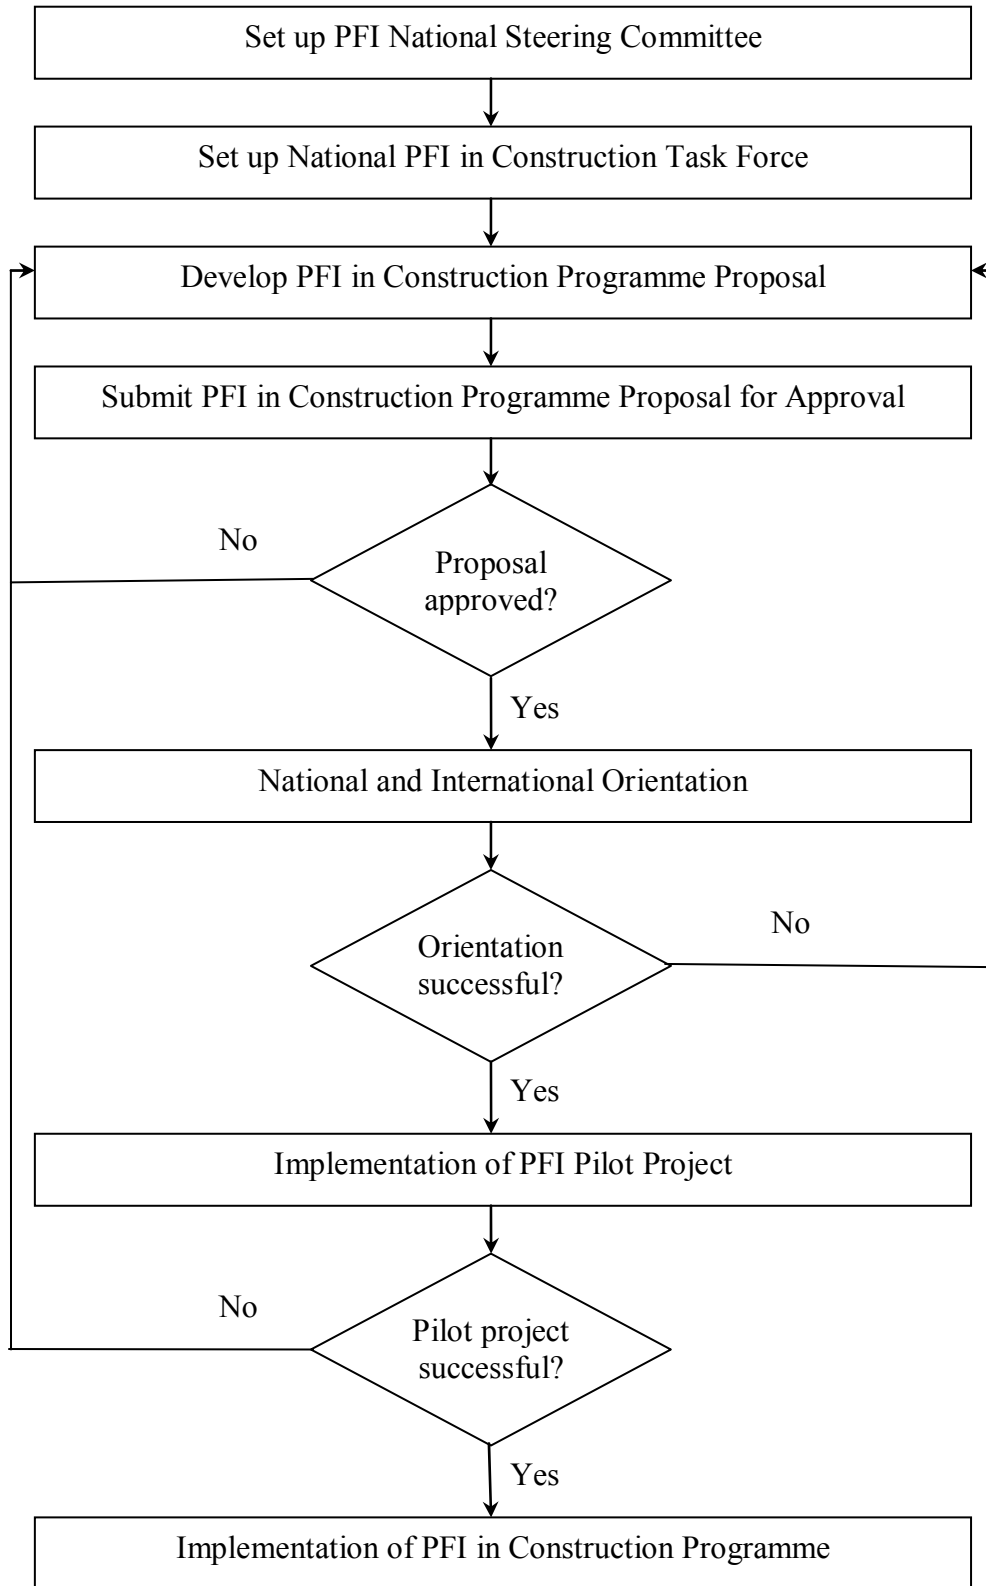 Set up PFI National Steering Committee
Set up National PFI in Construction Task Force
Develop PFI in Construction Programme Proposal
Submit PFI in Construction Programme Proposal for Approval
No
Proposal
approved?
Yes
National and International Orientation
No
Orientation
successful?
Yes
Implementation of PFI Pilot Project
No
Pilot project
successful?
Yes
Implementation of PFI in Construction Programme